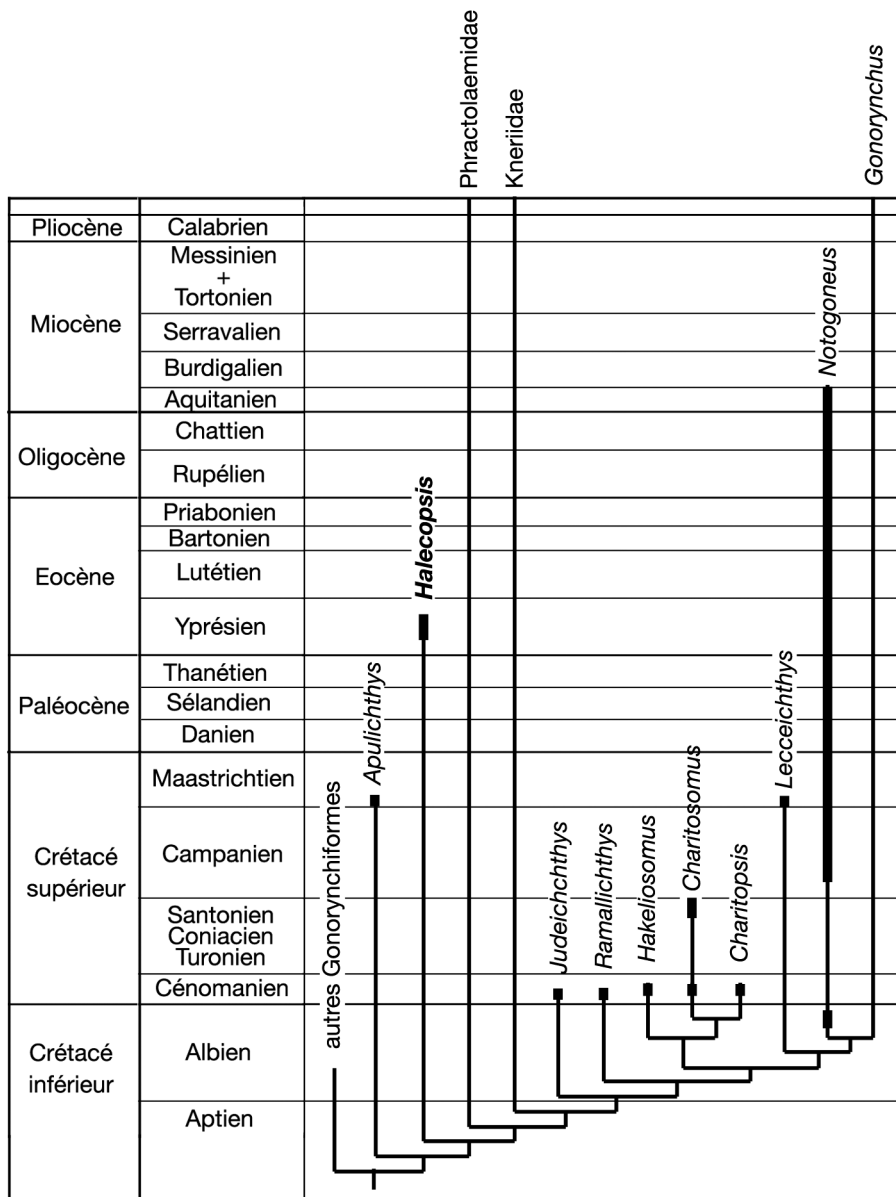 Phractolaemidae
Kneriidae
Gonorynchus
Pliocène
Calabrien
Miocène
Messinien
+
Tortonien
Serravalien
Burdigalien
Aquitanien
Notogoneus
Oligocène
Chattien
Rupélien
Eocène
Priabonien
Bartonien
Lutétien
Yprésien
Halecopsis
Paléocène
Thanétien
Sélandien
Danien
Apulichthys
Lecceichthys
Crétacé
supérieur
Maastrichtien
Campanien
Santonien
Coniacien
Turonien
Cénomanien
autres Gonorynchiformes
Judeichchthys
Ramallichthys
Hakeliosomus
Charitosomus
Charitopsis
Crétacé
inférieur
Albien
Aptien